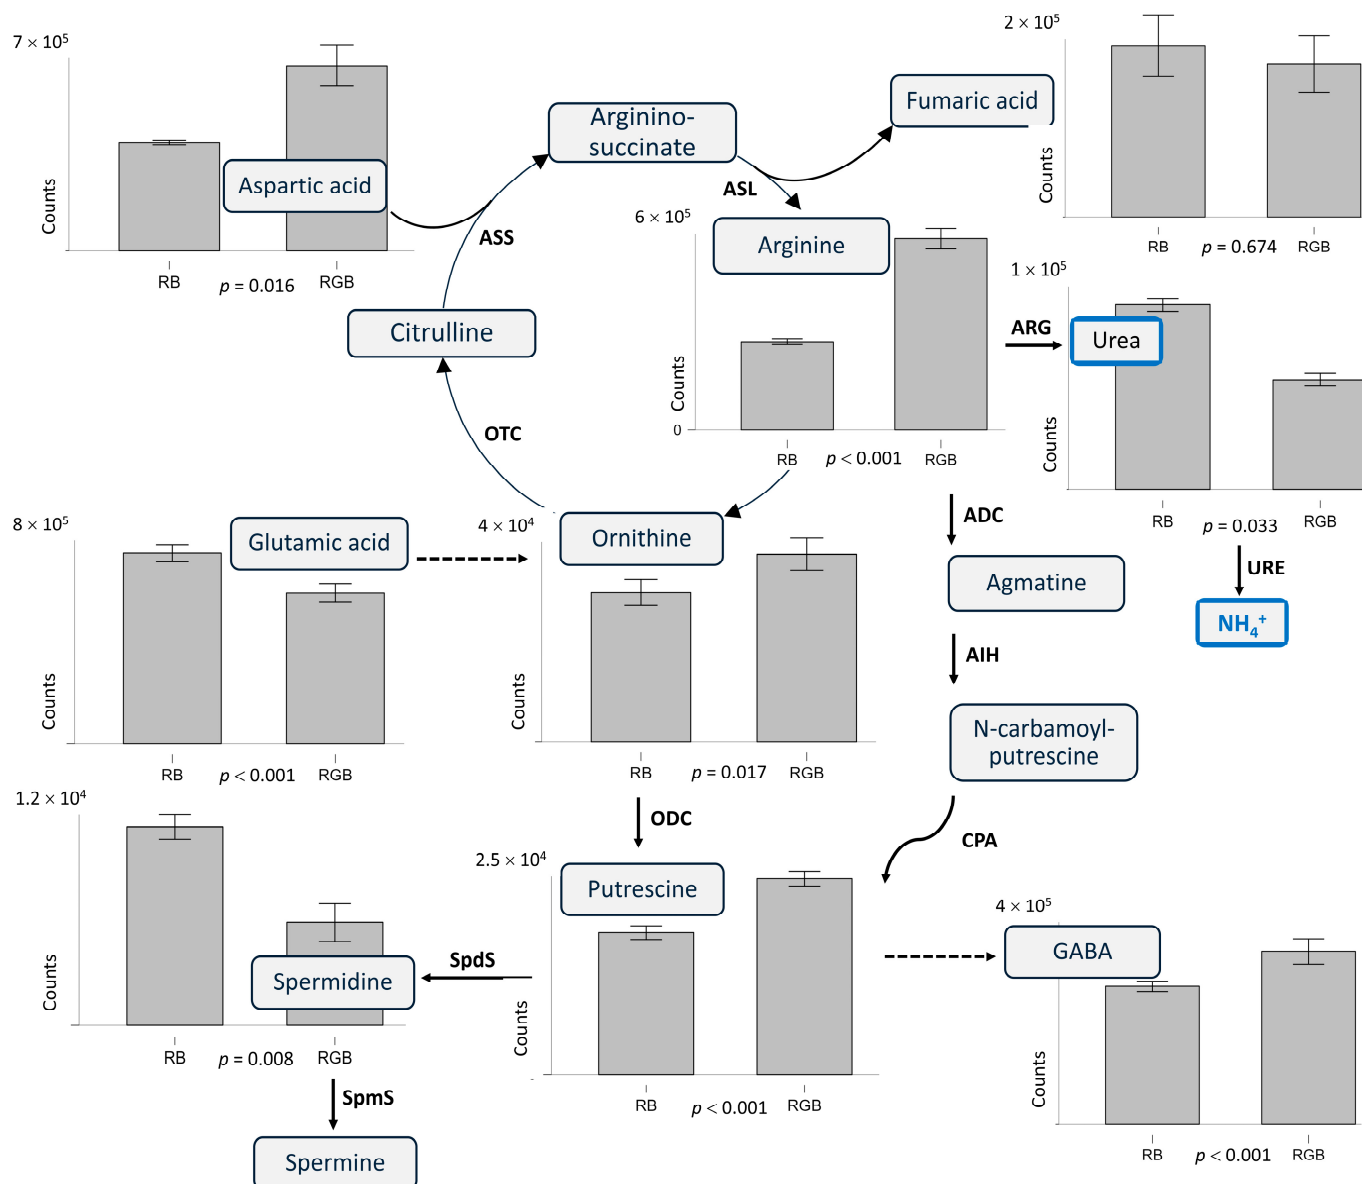 7 × 10⁵
Counts
Aspartic acid
RB
p = 0.016
RGB
Arginino-
succinate
Fumaric acid
2 × 10⁵
Counts
RB
p = 0.674
RGB
ASL
ASS
6 × 10⁵
Arginine
Counts
0
RB
p < 0.001
RGB
ARG
1 × 10⁵
Urea
Counts
RB
p = 0.033
RGB
URE
NH₄⁺
Citrulline
OTC
8 × 10⁵
Glutamic acid
Counts
RB
p < 0.001
RGB
4 × 10⁴
Ornithine
Counts
RB
p = 0.017
RGB
ADC
Agmatine
AIH
N-carbamoyl-
putrescine
CPA
ODC
1.2 × 10⁴
Counts
Spermidine
RB
p = 0.008
RGB
SpdS
2.5 × 10⁴
Putrescine
Counts
RB
p < 0.001
RGB
4 × 10⁵
GABA
Counts
RB
p < 0.001
RGB
SpmS
Spermine